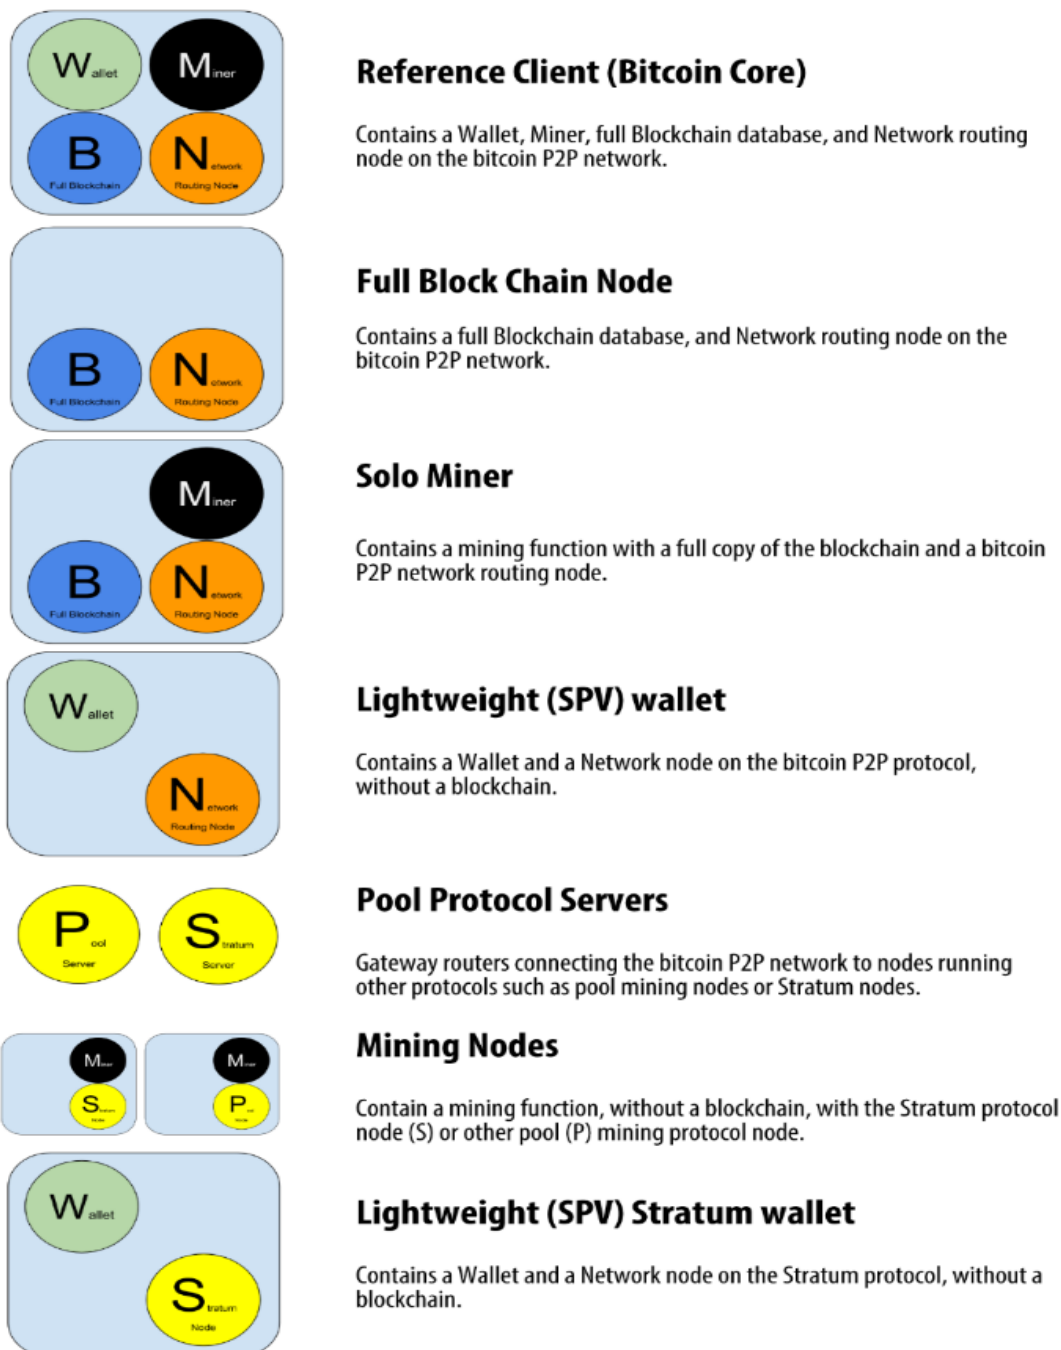 Wallet Miner
Reference Client (Bitcoin Core)
Contains a Wallet, Miner, full Blockchain database, and Network routing
node on the bitcoin P2P network.
B Network
Full Blockchain Routing Node
Full Block Chain Node
Contains a full Blockchain database, and Network routing node on the
bitcoin P2P network.
B Network
Full Blockchain Routing Node
Miner
Solo Miner
Contains a mining function with a full copy of the blockchain and a bitcoin
P2P network routing node.
B Network
Full Blockchain Routing Node
Wallet
Lightweight (SPV) wallet
Contains a Wallet and a Network node on the bitcoin P2P protocol,
without a blockchain.
Network
Routing Node
Pool Stratum
Server Server
Pool Protocol Servers
Gateway routers connecting the bitcoin P2P network to nodes running
other protocols such as pool mining nodes or Stratum nodes.
Miner Miner
Stratum Pool
Node Node
Mining Nodes
Contain a mining function, without a blockchain, with the Stratum protocol
node (S) or other pool (P) mining protocol node.
Wallet
Lightweight (SPV) Stratum wallet
Contains a Wallet and a Network node on the Stratum protocol, without a
blockchain.
Stratum
Node